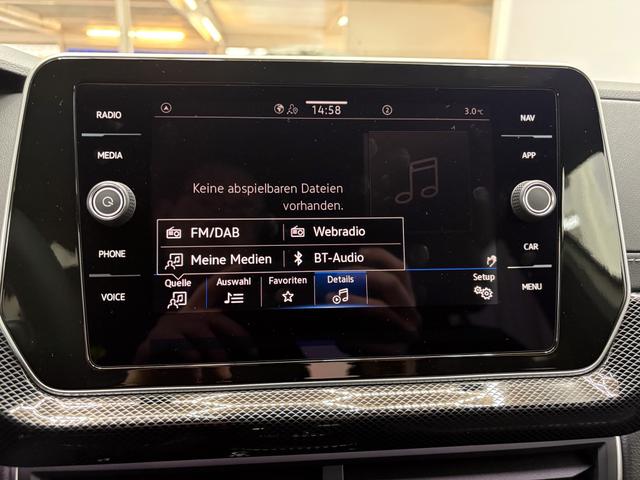 RADIO
MEDIA
PHONE
VOICE
14:58
2
3.0°C
Keine abspielbaren Dateien
vorhanden.
FM/DAB
Webradio
Meine Medien
BT-Audio
Quelle
Auswahl
Favoriten
Details
Setup
NAV
APP
CAR
MENU